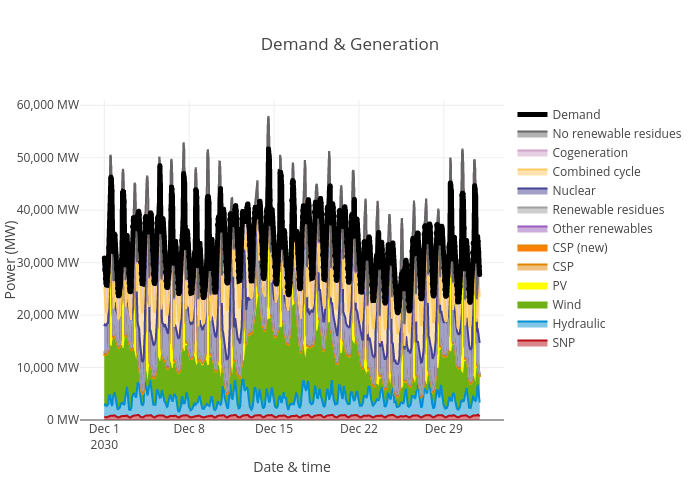 Demand & Generation
60,000 MW
50,000 MW
40,000 MW
30,000 MW
20,000 MW
10,000 MW
0 MW
Power (MW)
Dec 1
2030
Dec 8
Dec 15
Dec 22
Dec 29
Date & time
Demand
No renewable residues
Cogeneration
Combined cycle
Nuclear
Renewable residues
Other renewables
CSP (new)
CSP
PV
Wind
Hydraulic
SNP